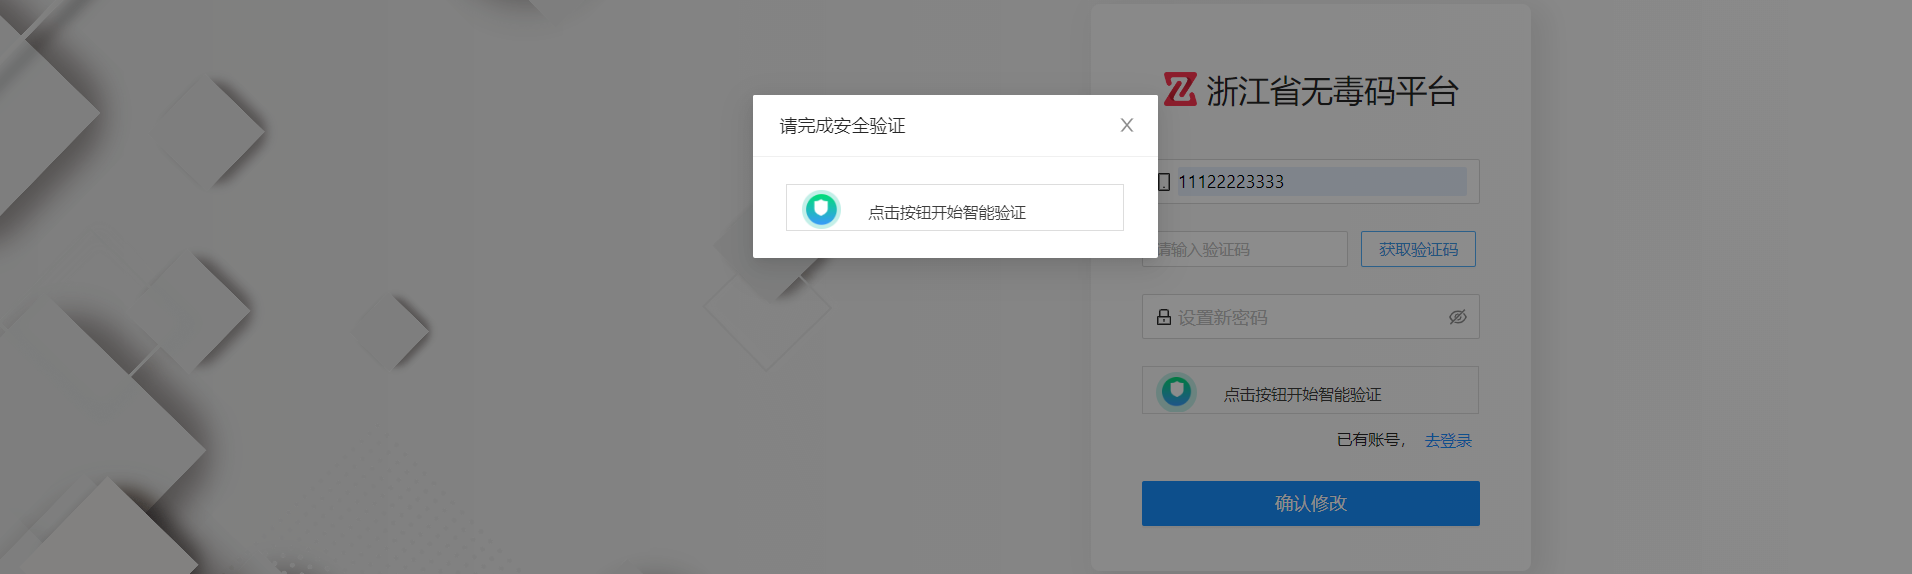 浙江省无毒码平台
请完成安全验证
点击按钮开始智能验证
11122223333
请输入验证码
获取验证码
设置新密码
点击按钮开始智能验证
已有账号， 去登录
确认修改